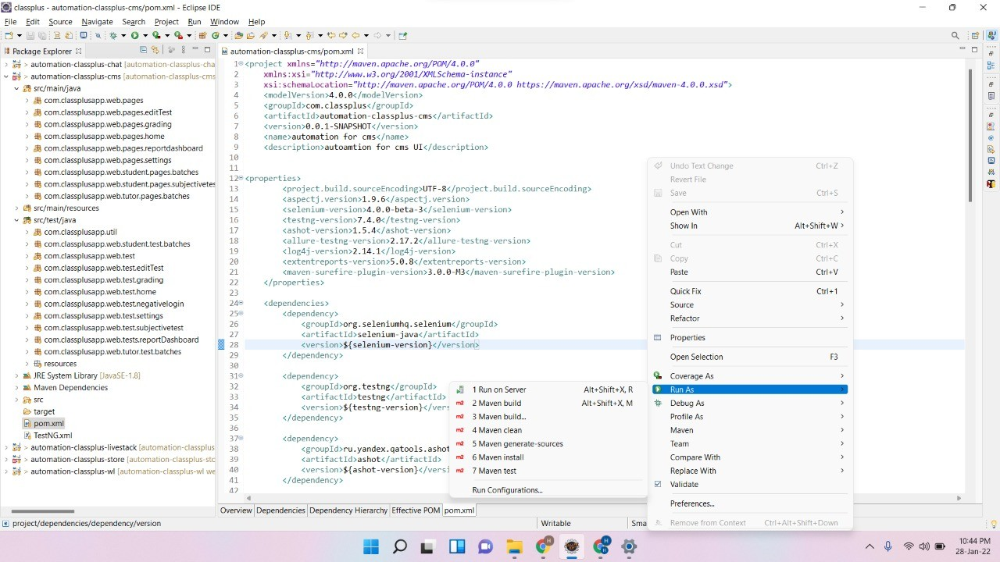 classplus - automation-classplus-cms/pom.xml - Eclipse IDE
File Edit Source Navigate Search Project Run Window Help
Package Explorer
automation-classplus-cms/pom.xml
> automation-classplus-chat [automation-classplus-cha
> automation-classplus-cms [automation-classplus-cms
src/main/java
com.classplusapp.web.pages
com.classplusapp.web.pages.editTest
com.classplusapp.web.pages.grading
com.classplusapp.web.pages.home
com.classplusapp.web.pages.reportdashboard
com.classplusapp.web.pages.settings
com.classplusapp.web.student.pages.batches
com.classplusapp.web.student.pages.subjectivetes
com.classplusapp.web.tutor.pages.batches
src/main/resources
src/test/java
com.classplusapp.util
com.classplusapp.web.student.test.batches
com.classplusapp.web.test
com.classplusapp.web.test.editTest
com.classplusapp.web.test.grading
com.classplusapp.web.test.home
com.classplusapp.web.test.negativelogin
com.classplusapp.web.test.settings
com.classplusapp.web.test.subjectivetest
com.classplusapp.web.tests.reportDashboard
com.classplusapp.web.tutor.test.batches
resources
JRE System Library [JavaSE-1.8]
Maven Dependencies
src
target
pom.xml
TestNG.xml
> automation-classplus-livestack [automation-classplus
> automation-classplus-store [automation-classplus-sto
> automation-classplus-wl [automation-classplus-wl we
1 <project xmlns="http://maven.apache.org/POM/4.0.0"
2 xmlns:xsi="http://www.w3.org/2001/XMLSchema-instance"
3 xsi:schemaLocation="http://maven.apache.org/POM/4.0.0 https://maven.apache.org/xsd/maven-4.0.0.xsd">
4 <modelVersion>4.0.0</modelVersion>
5 <groupId>com.classplus</groupId>
6 <artifactId>automation-classplus-cms</artifactId>
7 <version>0.0.1-SNAPSHOT</version>
8 <name>automation for cms</name>
9 <description>autoamtion for cms UI</description>
10
11
12 <properties>
13 <project.build.sourceEncoding>UTF-8</project.build.sourceEncoding>
14 <aspectj.version>1.9.6</aspectj.version>
15 <selenium-version>4.0.0-beta-3</selenium-version>
16 <testng-version>7.4.0</testng-version>
17 <ashot-version>1.5.4</ashot-version>
18 <allure-testng-version>2.17.2</allure-testng-version>
19 <log4j-version>2.14.1</log4j-version>
20 <extentreports-version>5.0.8</extentreports-version>
21 <maven-surefire-plugin-version>3.0.0-M3</maven-surefire-plugin-version>
22 </properties>
23
24 <dependencies>
25 <dependency>
26 <groupId>org.seleniumhq.selenium</groupId>
27 <artifactId>selenium-java</artifactId>
28 <version>${selenium-version}</version>
29 </dependency>
30
31 <dependency>
32 <groupId>org.testng</groupId>
33 <artifactId>testng</artifactId>
34 <version>${testng-version}</vers
35 </dependency>
36
37 <dependency>
38 <groupId>ru.yandex.qatools.ashot
39 <artifactId>ashot</artifactId>
40 <version>${ashot-version}</versi
41 </dependency>
42
Undo Text Change Ctrl+Z
Revert File
Save Ctrl+S
Open With
Show In Alt+Shift+W
Cut Ctrl+X
Copy Ctrl+C
Paste Ctrl+V
Quick Fix Ctrl+1
Source
Refactor
Properties
Open Selection F3
Coverage As
Run As
Debug As
Profile As
Maven
Team
Compare With
Replace With
Validate
Preferences...
Remove from Context Ctrl+Alt+Shift+Down
1 Run on Server Alt+Shift+X, R
m2 2 Maven build Alt+Shift+X, M
m2 3 Maven build...
m2 4 Maven clean
m2 5 Maven generate-sources
m2 6 Maven install
m2 7 Maven test
Run Configurations...
Overview Dependencies Dependency Hierarchy Effective POM pom.xml
project/dependencies/dependency/version Writable Sma
10:44 PM
28-Jan-22